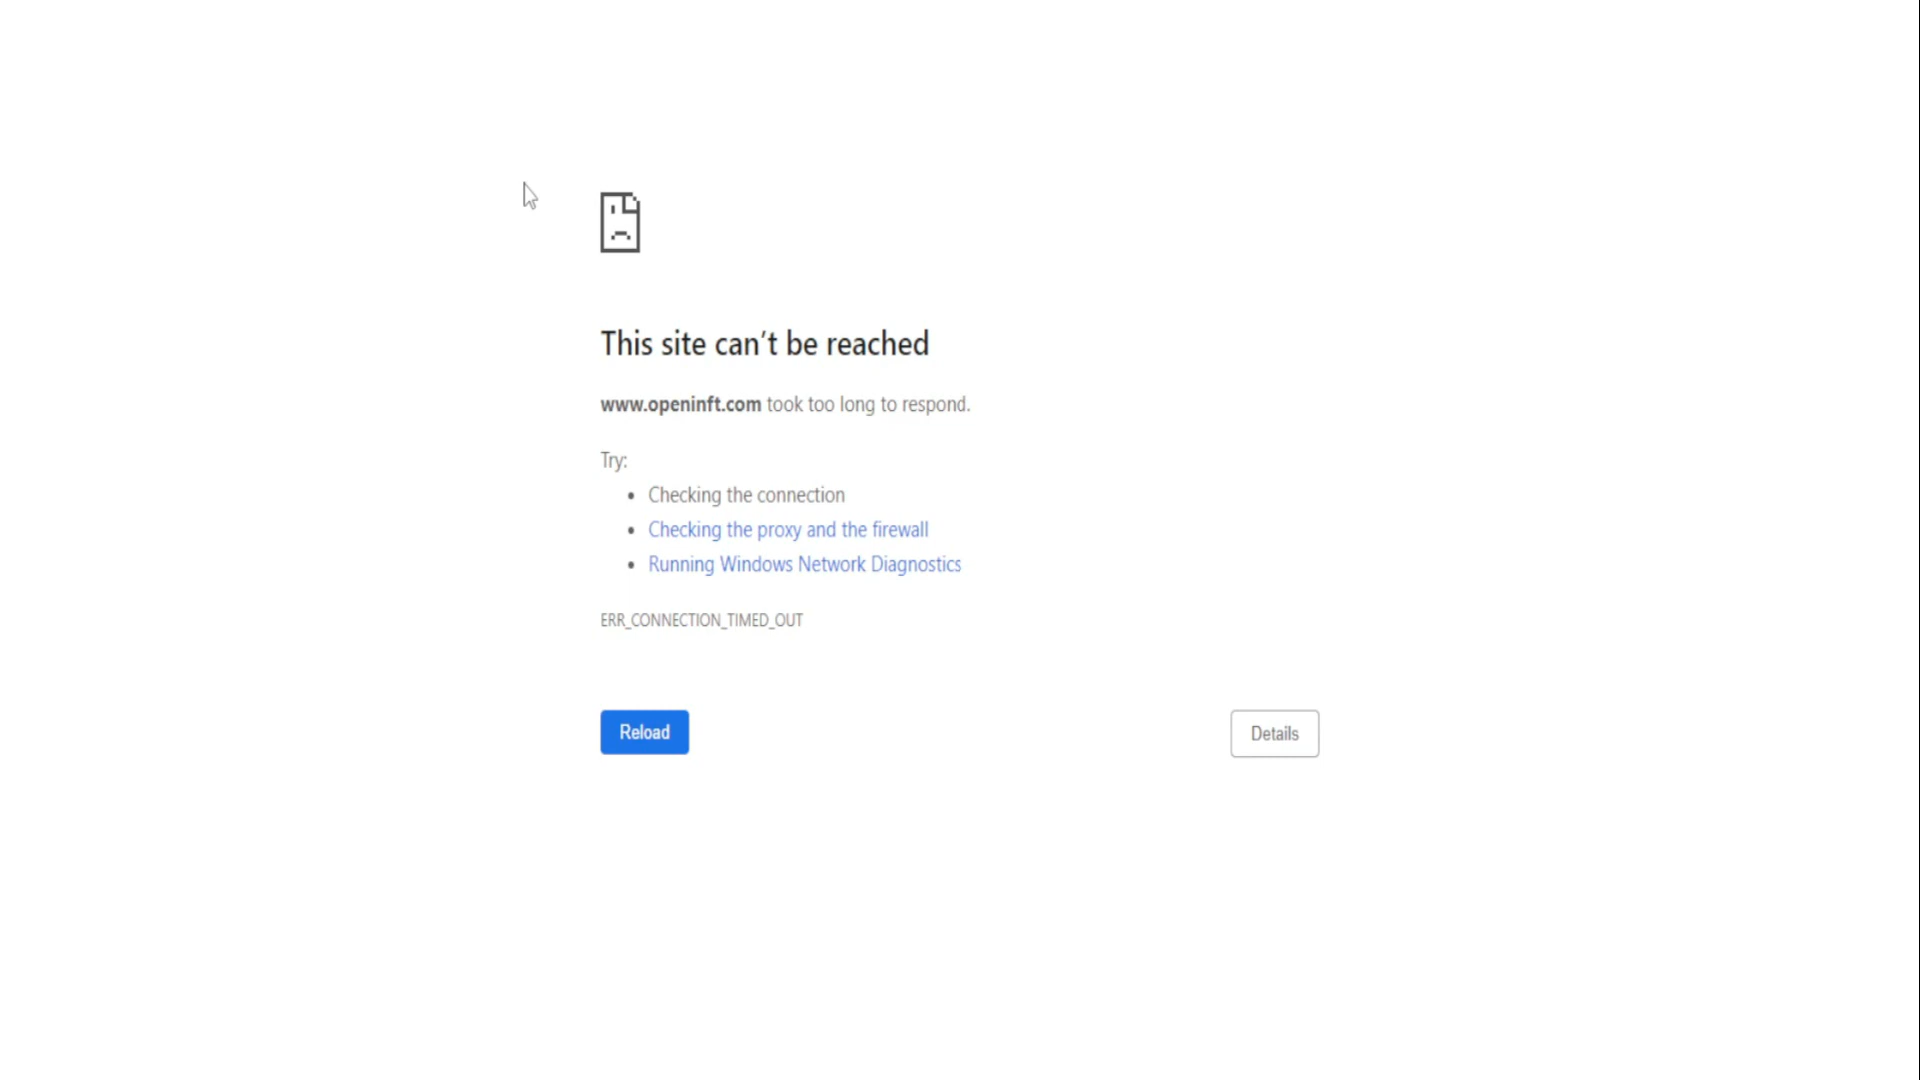 This site can’t be reached
www.openinft.com took too long to respond.
Try:
• Checking the connection
• Checking the proxy and the firewall
• Running Windows Network Diagnostics
ERR_CONNECTION_TIMED_OUT
Reload
Details